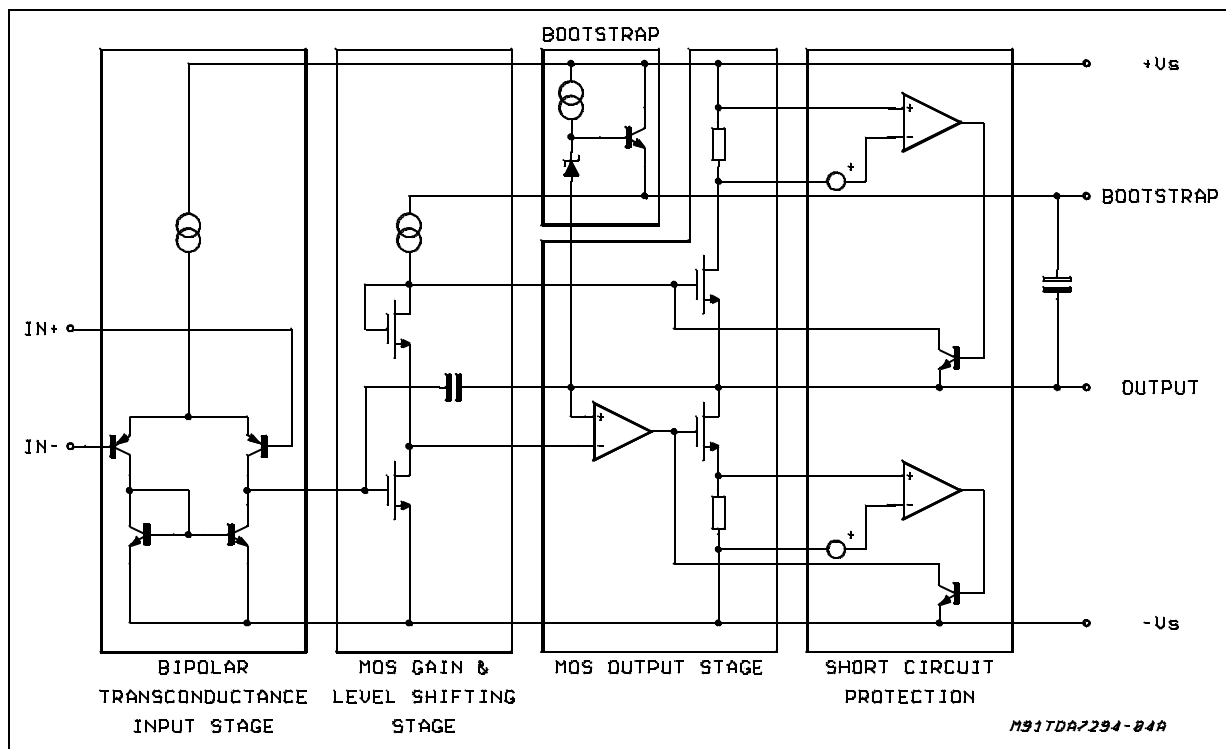 BOOTSTRAP
+Vs
+
-
+
BOOTSTRAP
IN+
OUTPUT
IN-
+
-
+
-
+
-Vs
BIPOLAR
TRANSCONDUCTANCE
INPUT STAGE
MOS GAIN &
LEVEL SHIFTING
STAGE
MOS OUTPUT STAGE
SHORT CIRCUIT
PROTECTION
M91TDA7294-84A